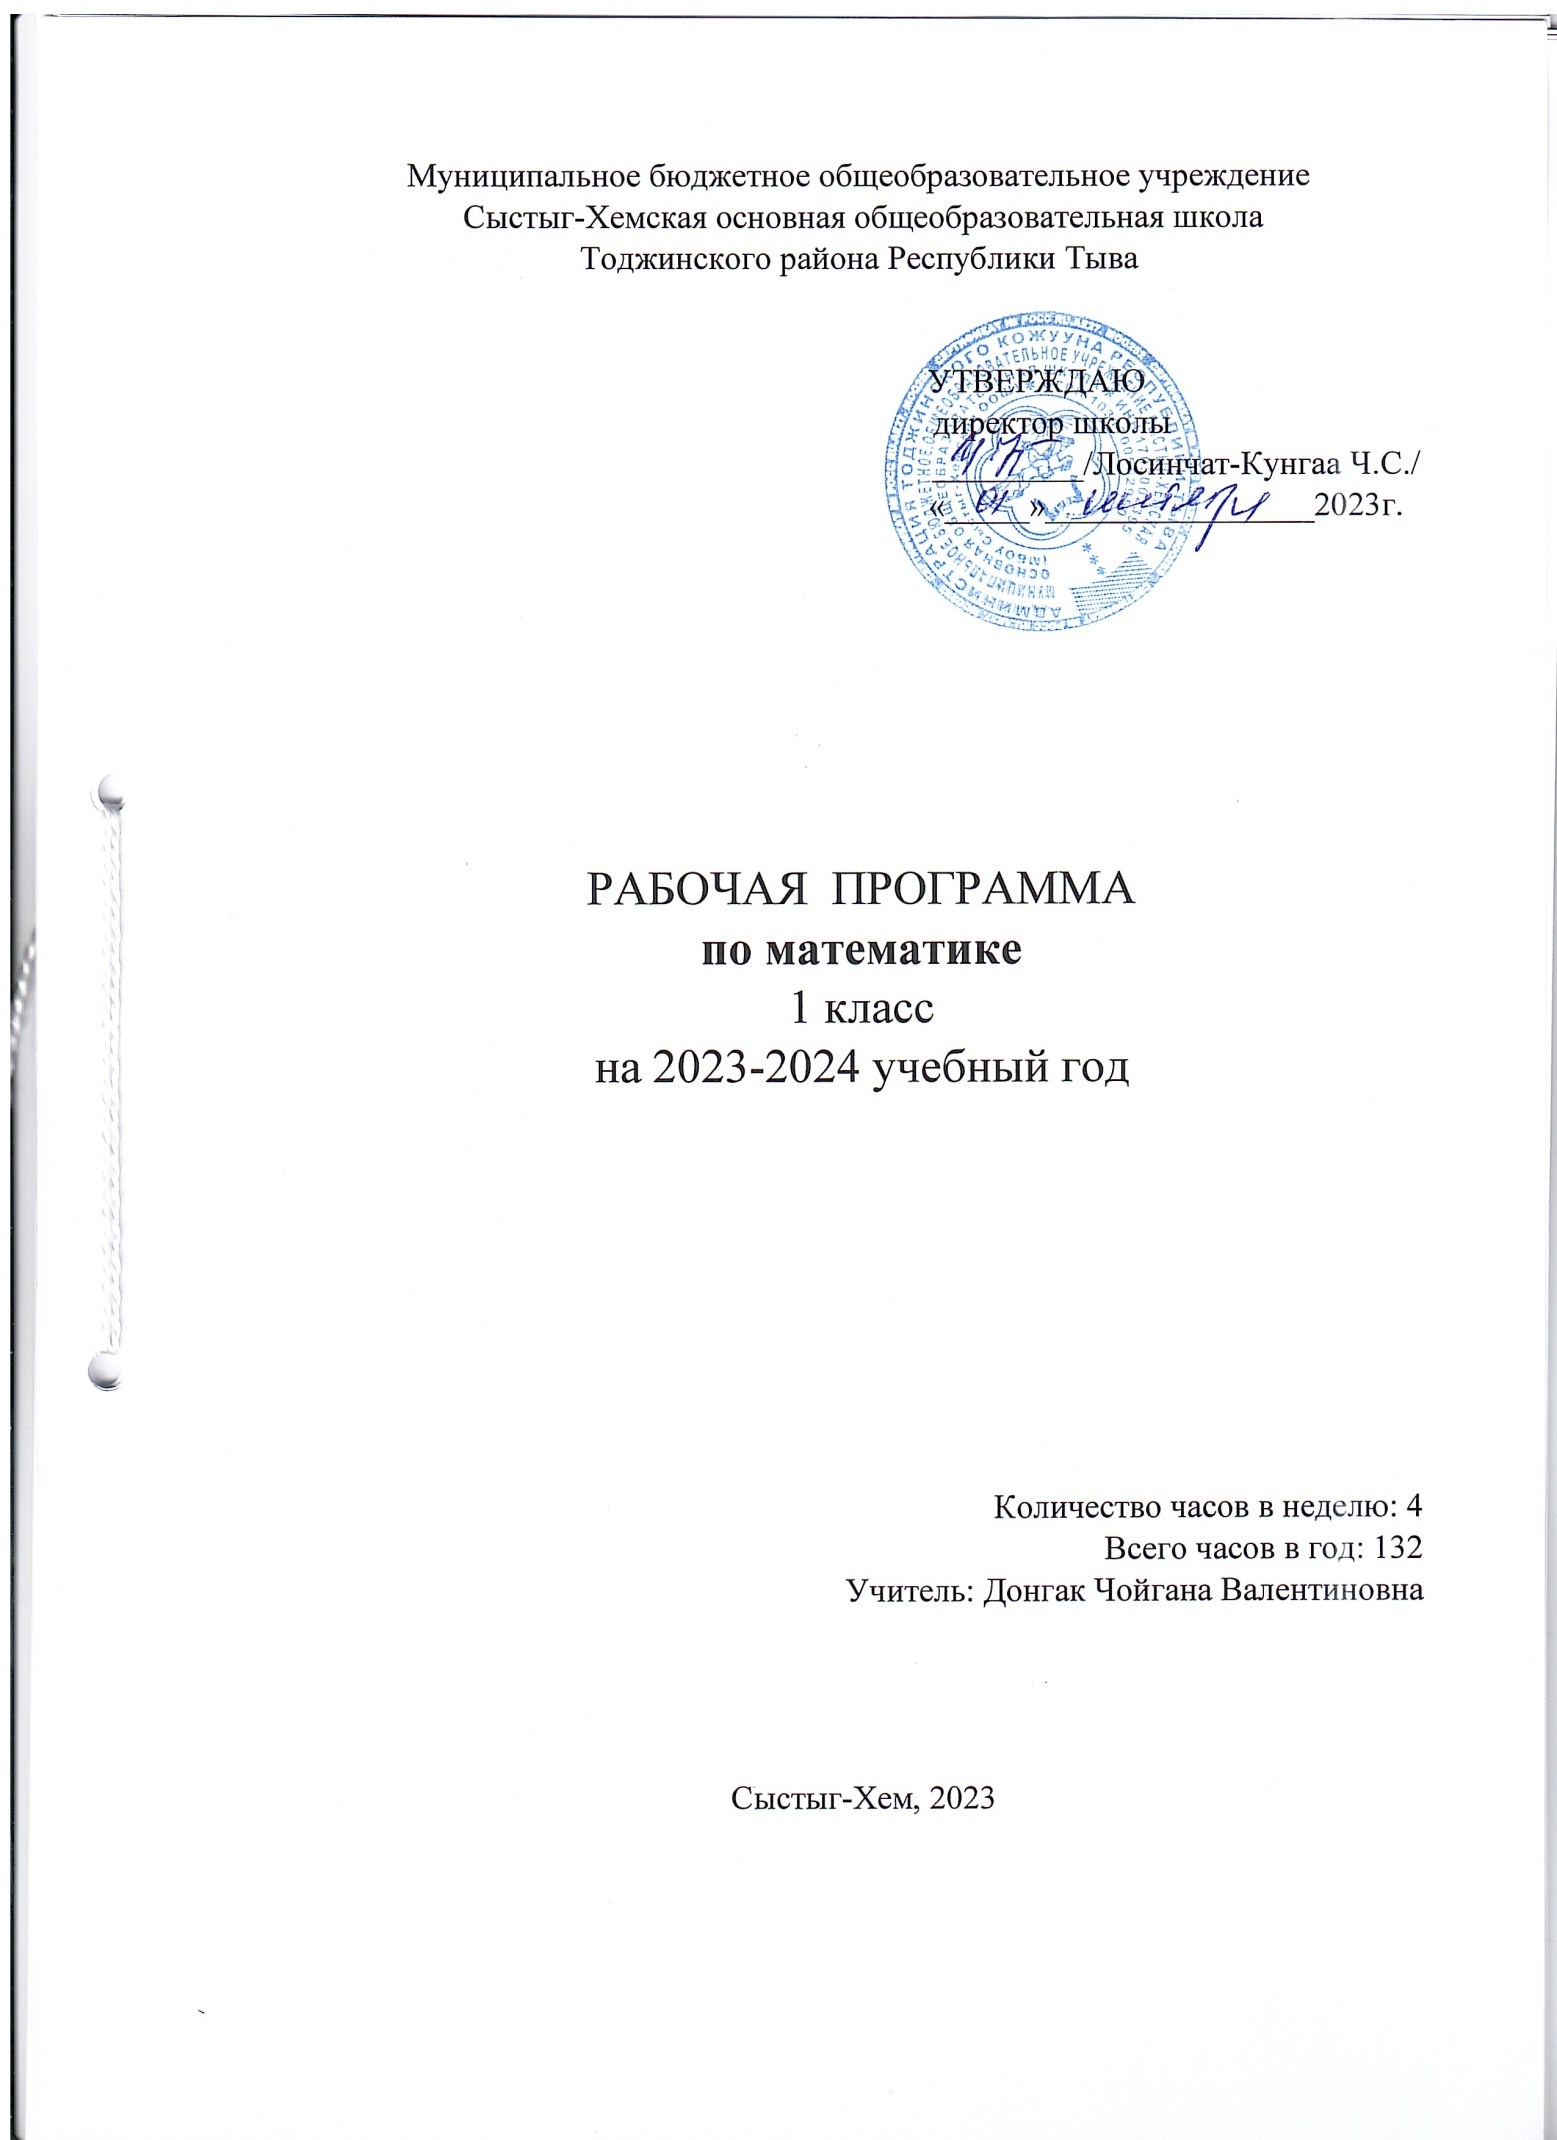 Муниципальное бюджетное общеобразовательное учреждение
Сыстыг-Хемская основная общеобразовательная школа
Тоджинского района Республики Тыва
УТВЕРЖДАЮ
директор школы
/Лосинчат-Кунгаа Ч.С./
«01» сентября 2023г.
РАБОЧАЯ ПРОГРАММА
по математике
1 класс
на 2023-2024 учебный год
Количество часов в неделю: 4
Всего часов в год: 132
Учитель: Донгак Чойгана Валентиновна
Сыстыг-Хем, 2023